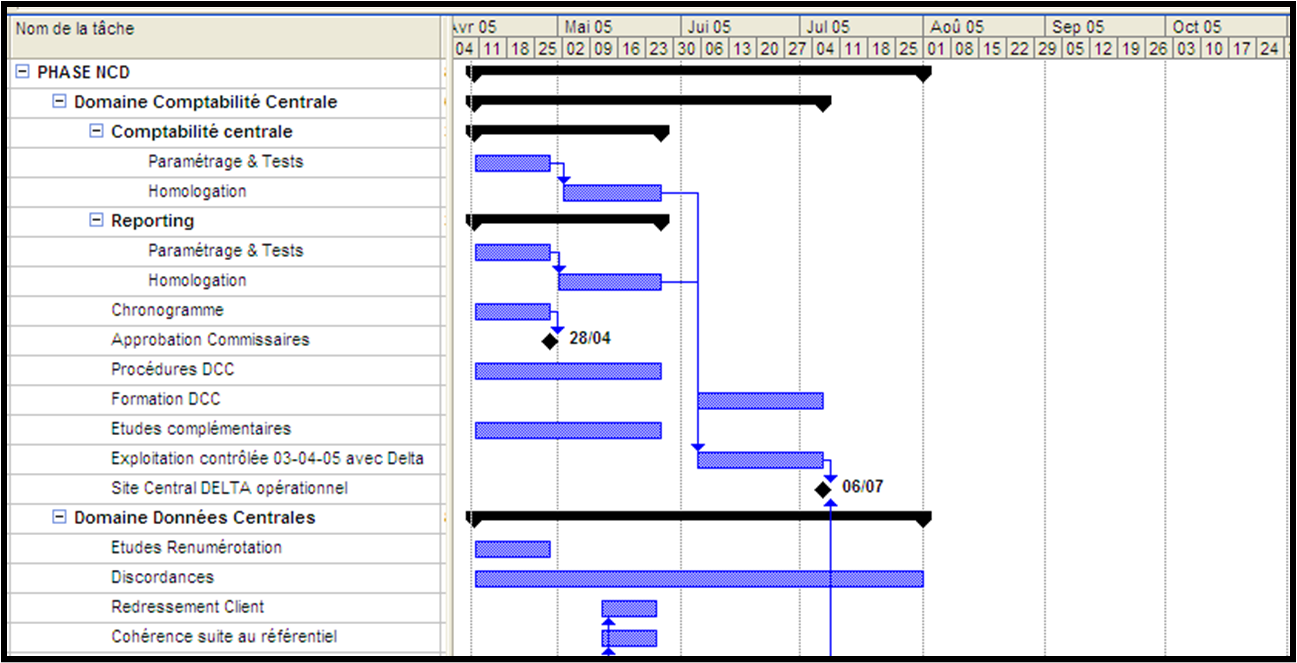 Nom de la tâche
Avr 05 Mai 05 Jui 05 Jul 05 Aoû 05 Sep 05 Oct 05
04 11 18 25 02 09 16 23 30 06 13 20 27 04 11 18 25 01 08 15 22 29 05 12 19 26 03 10 17 24
PHASE NCD
Domaine Comptabilité Centrale
Comptabilité centrale
Paramétrage & Tests
Homologation
Reporting
Paramétrage & Tests
Homologation
Chronogramme
Approbation Commissaires 28/04
Procédures DCC
Formation DCC
Etudes complémentaires
Exploitation contrôlée 03-04-05 avec Delta
Site Central DELTA opérationnel 06/07
Domaine Données Centrales
Etudes Renumérotation
Discordances
Redressement Client
Cohérence suite au référentiel